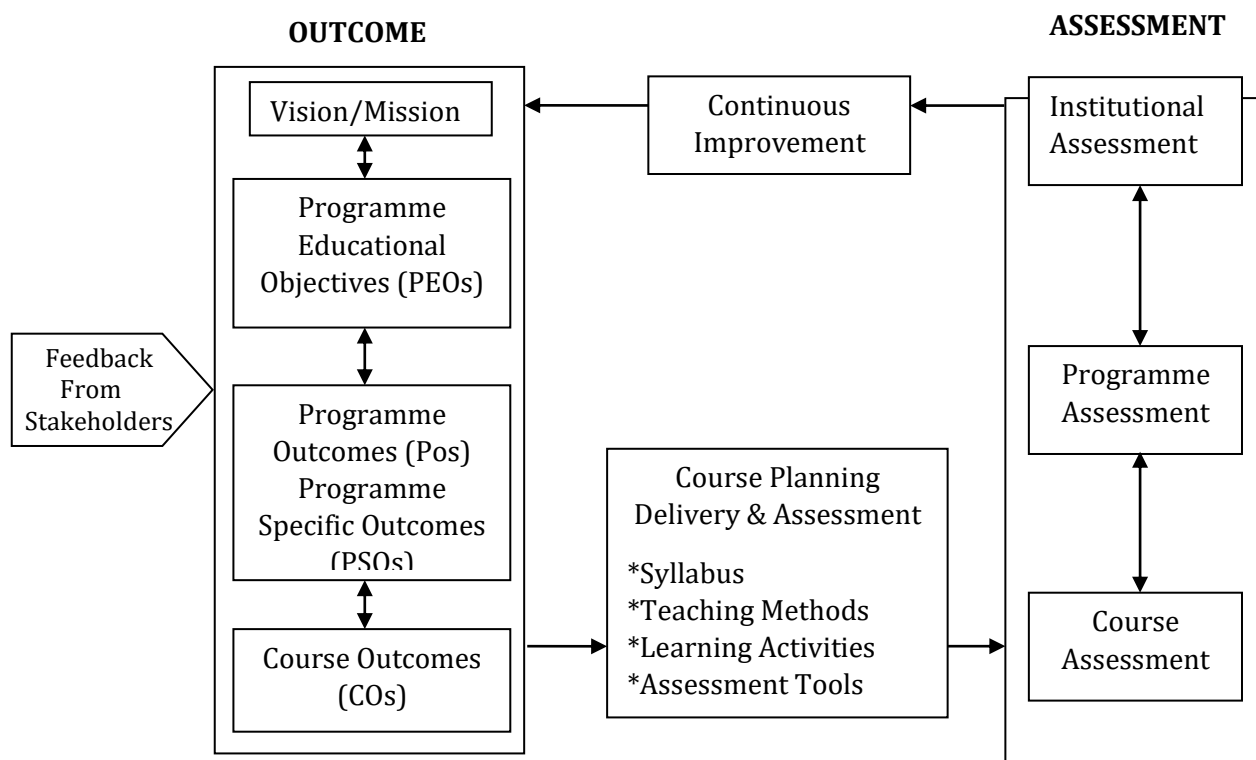 OUTCOME
ASSESSMENT
Vision/Mission
Programme
Educational
Objectives (PEOs)
Programme
Outcomes (Pos)
Programme
Specific Outcomes
(PSOs)
Course Outcomes
(COs)
Feedback
From
Stakeholders
Continuous
Improvement
Course Planning
Delivery & Assessment
*Syllabus
*Teaching Methods
*Learning Activities
*Assessment Tools
Institutional
Assessment
Programme
Assessment
Course
Assessment